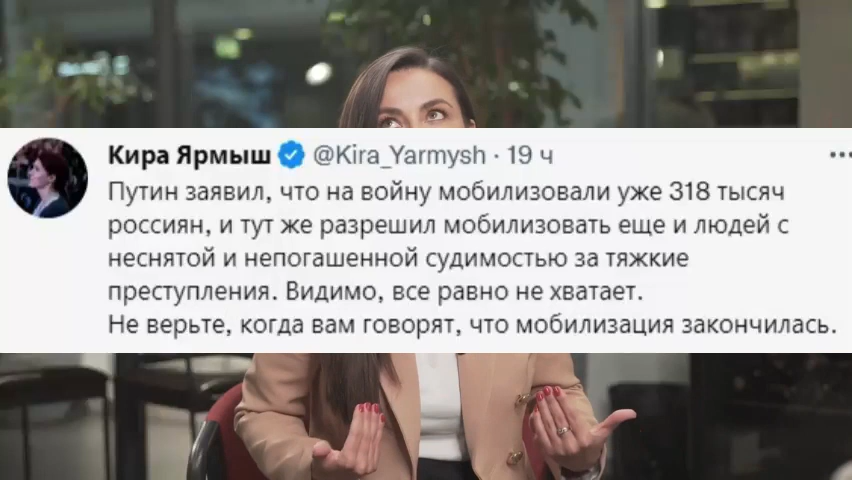 Кира Ярмыш @Kira_Yarmysh · 19 ч
Путин заявил, что на войну мобилизовали уже 318 тысяч
россиян, и тут же разрешил мобилизовать еще и людей с
неснятой и непогашенной судимостью за тяжкие
преступления. Видимо, все равно не хватает.
Не верьте, когда вам говорят, что мобилизация закончилась.